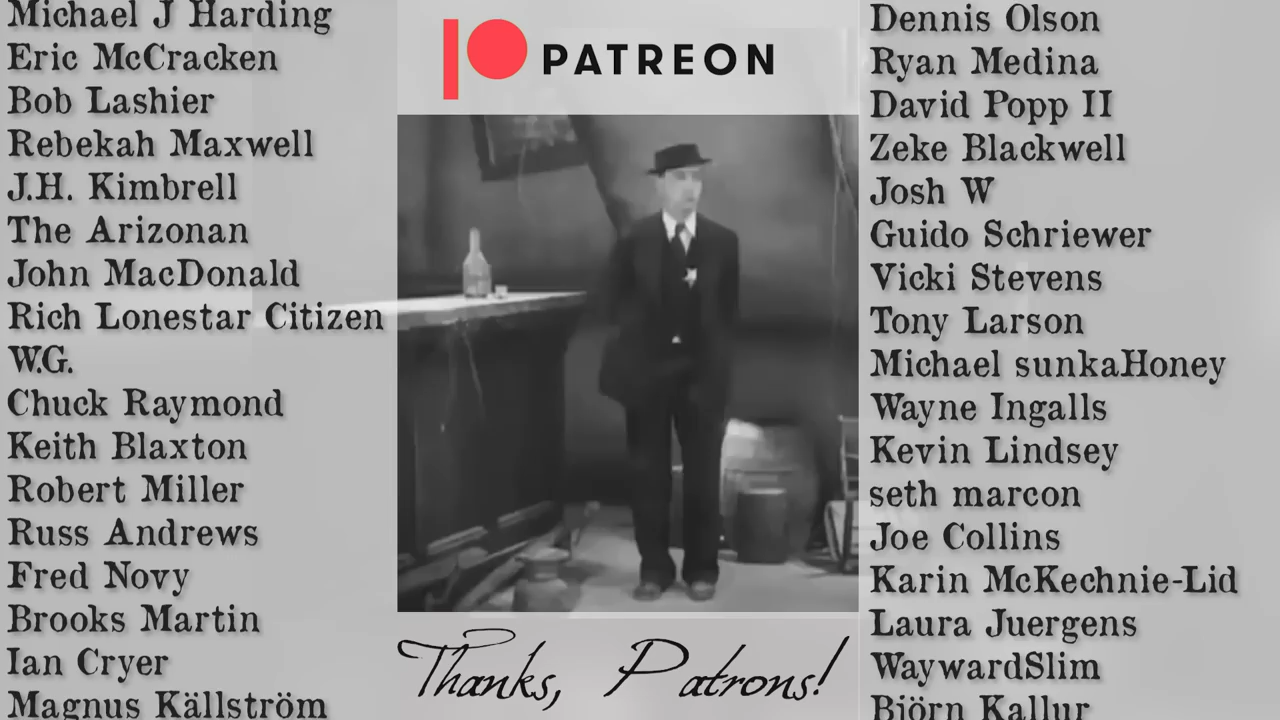 Michael J Harding
Eric McCracken
Bob Lashier
Rebekah Maxwell
J.H. Kimbrell
The Arizonan
John MacDonald
Rich Lonestar Citizen
W.G.
Chuck Raymond
Keith Blaxton
Robert Miller
Russ Andrews
Fred Novy
Brooks Martin
Ian Cryer
Magnus Källström
PATREON
Thanks, Patrons!
Dennis Olson
Ryan Medina
David Popp II
Zeke Blackwell
Josh W
Guido Schriewer
Vicki Stevens
Tony Larson
Michael sunkaHoney
Wayne Ingalls
Kevin Lindsey
seth marcon
Joe Collins
Karin McKechnie-Lid
Laura Juergens
WaywardSlim
Björn Kallur